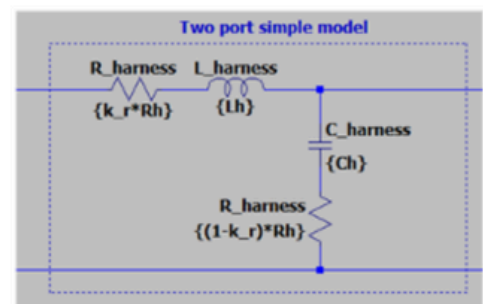 Two port simple model
R_harness L_harness
{k_r*Rh} {Lh}
C_harness
{Ch}
R_harness
{(1-k_r)*Rh}